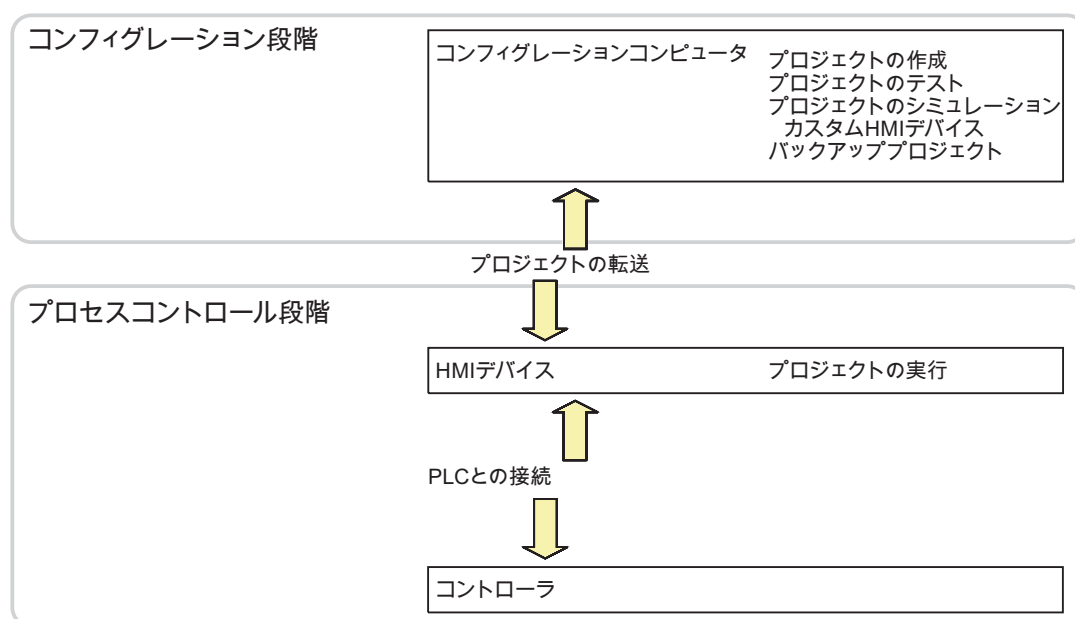 コンフィグレーション段階
コンフィグレーションコンピュータ
プロジェクトの作成
プロジェクトのテスト
プロジェクトのシミュレーション
カスタムHMIデバイス
バックアッププロジェクト
プロジェクトの転送
プロセスコントロール段階
HMIデバイス
プロジェクトの実行
PLCとの接続
コントローラ